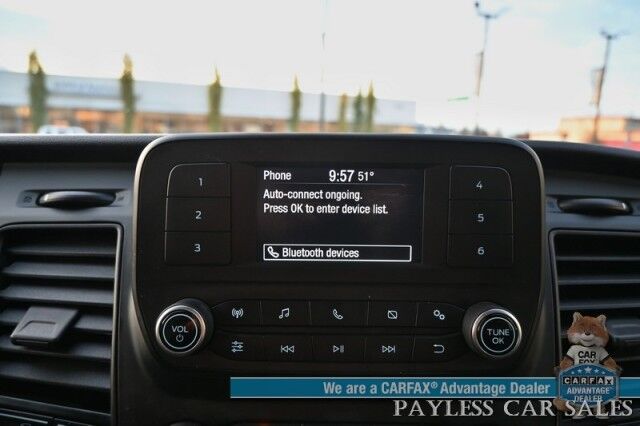 Phone 9:57 51°
Auto-connect ongoing.
Press OK to enter device list.
Bluetooth devices
1
2
3
4
5
6
VOL
TUNE
OK
CAR
FOX
We are a CARFAX® Advantage Dealer
CARFAX
ADVANTAGE
DEALER
PAYLESS CAR SALES